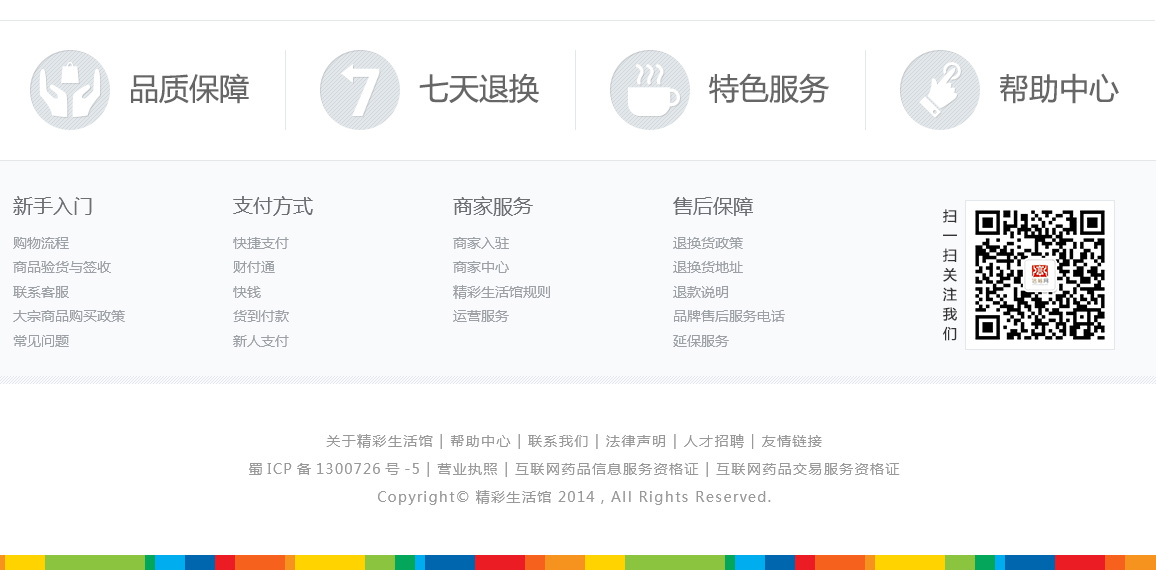 品质保障
7
七天退换
特色服务
帮助中心
新手入门
购物流程
商品验货与签收
联系客服
大宗商品购买政策
常见问题
支付方式
快捷支付
财付通
快钱
货到付款
新人支付
商家服务
商家入驻
商家中心
精彩生活馆规则
运营服务
售后保障
退换货政策
退换货地址
退款说明
品牌售后服务电话
延保服务
扫一扫关注我们
关于精彩生活馆 | 帮助中心 | 联系我们 | 法律声明 | 人才招聘 | 友情链接
蜀 ICP 备 1300726 号 -5 | 营业执照 | 互联网药品信息服务资格证 | 互联网药品交易服务资格证
Copyright© 精彩生活馆 2014 , All Rights Reserved.